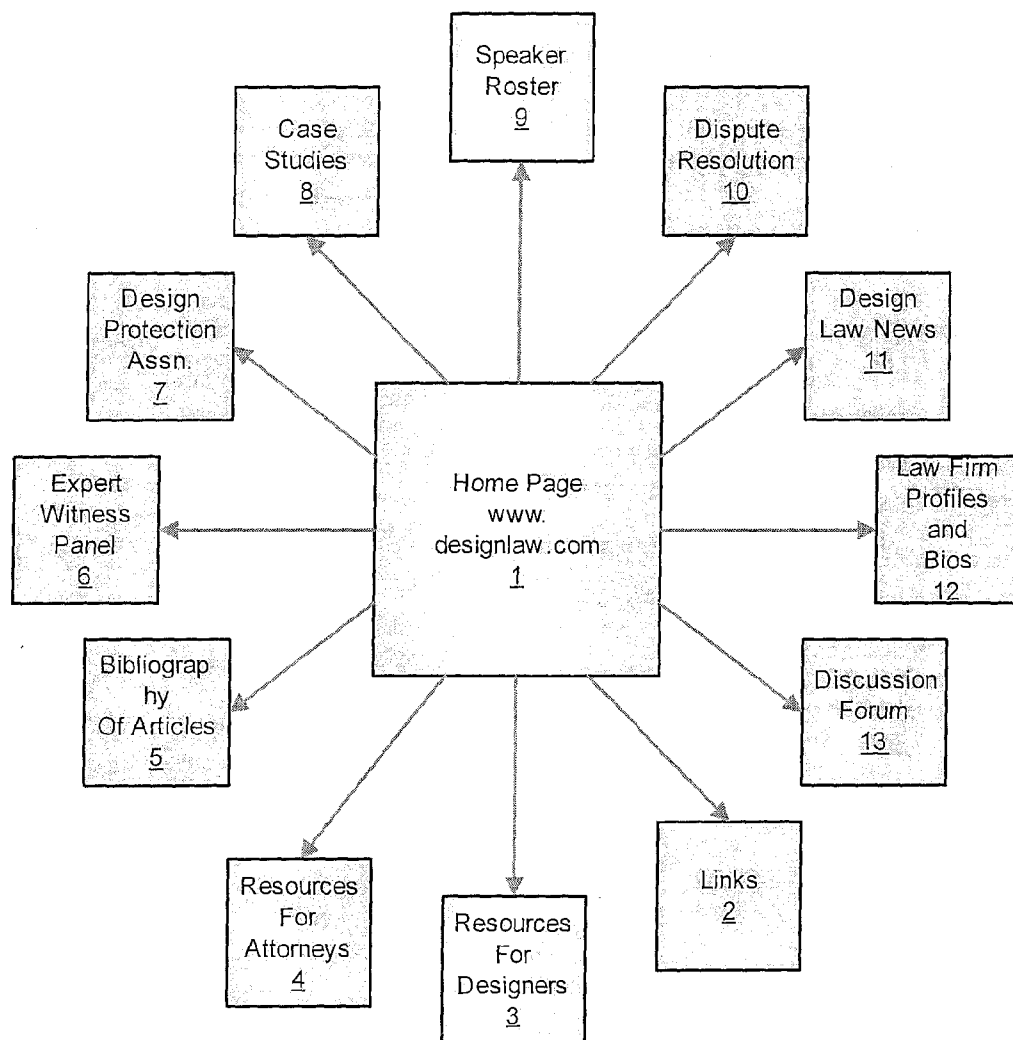 Speaker
Roster
9
Case
Studies
8
Dispute
Resolution
10
Design
Protection
Assn.
7
Design
Law News
11
Expert
Witness
Panel
6
Home Page
www.
designlaw.com
1
Law Firm
Profiles
and
Bios
12
Bibliograp
hy
Of Articles
5
Discussion
Forum
13
Resources
For
Attorneys
4
Resources
For
Designers
3
Links
2